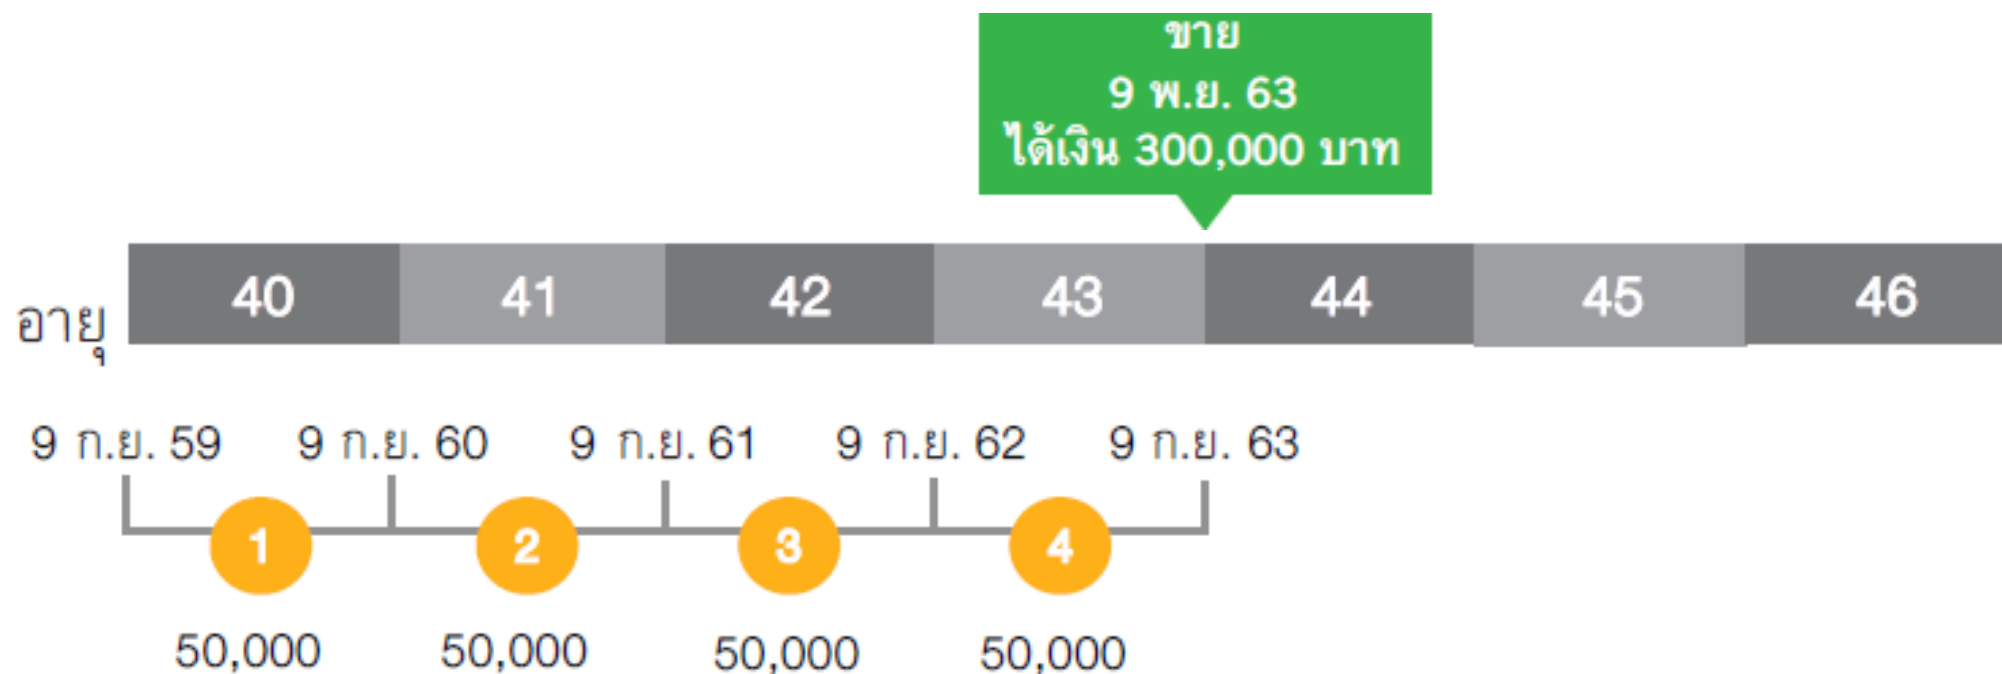 ขาย
9 พ.ย. 63
ได้เงิน 300,000 บาท
อายุ 40 41 42 43 44 45 46
9 ก.ย. 59 9 ก.ย. 60 9 ก.ย. 61 9 ก.ย. 62 9 ก.ย. 63
1 2 3 4
50,000 50,000 50,000 50,000